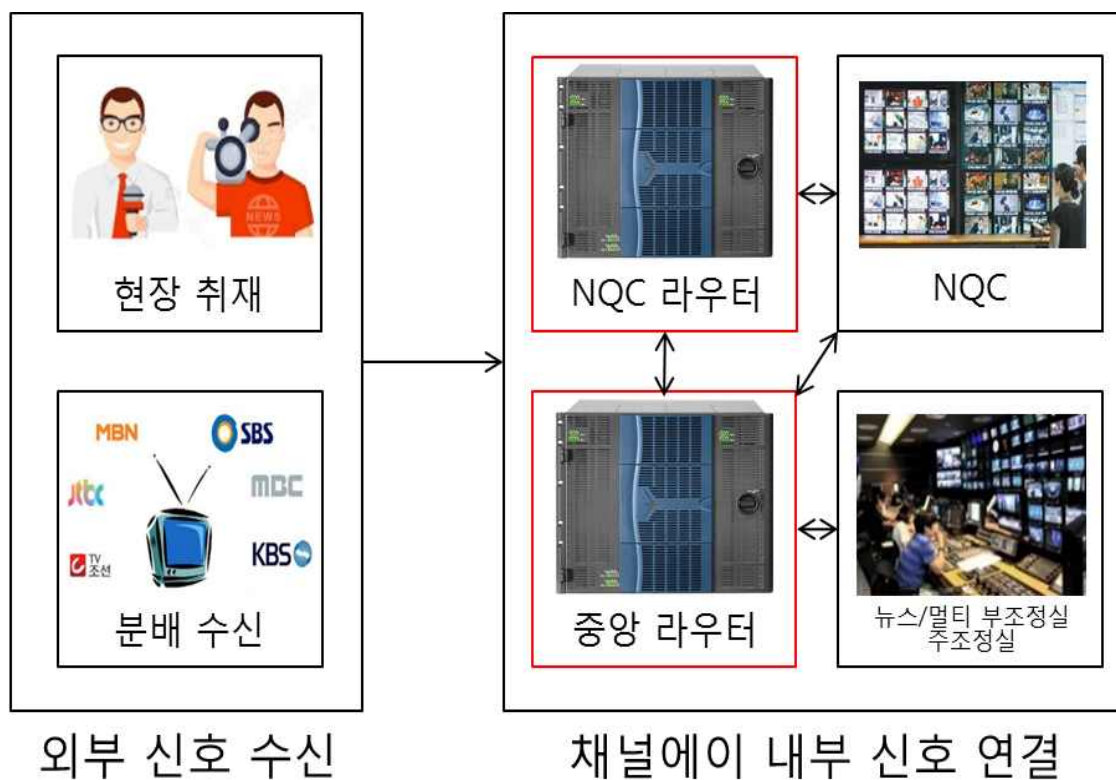 NEWS
현장 취재
MBN
SBS
jtbc
MBC
TV
조선
KBS
분배 수신
외부 신호 수신
NQC 라우터
NQC
중앙 라우터
뉴스/멀티 부조정실
주조정실
채널에이 내부 신호 연결